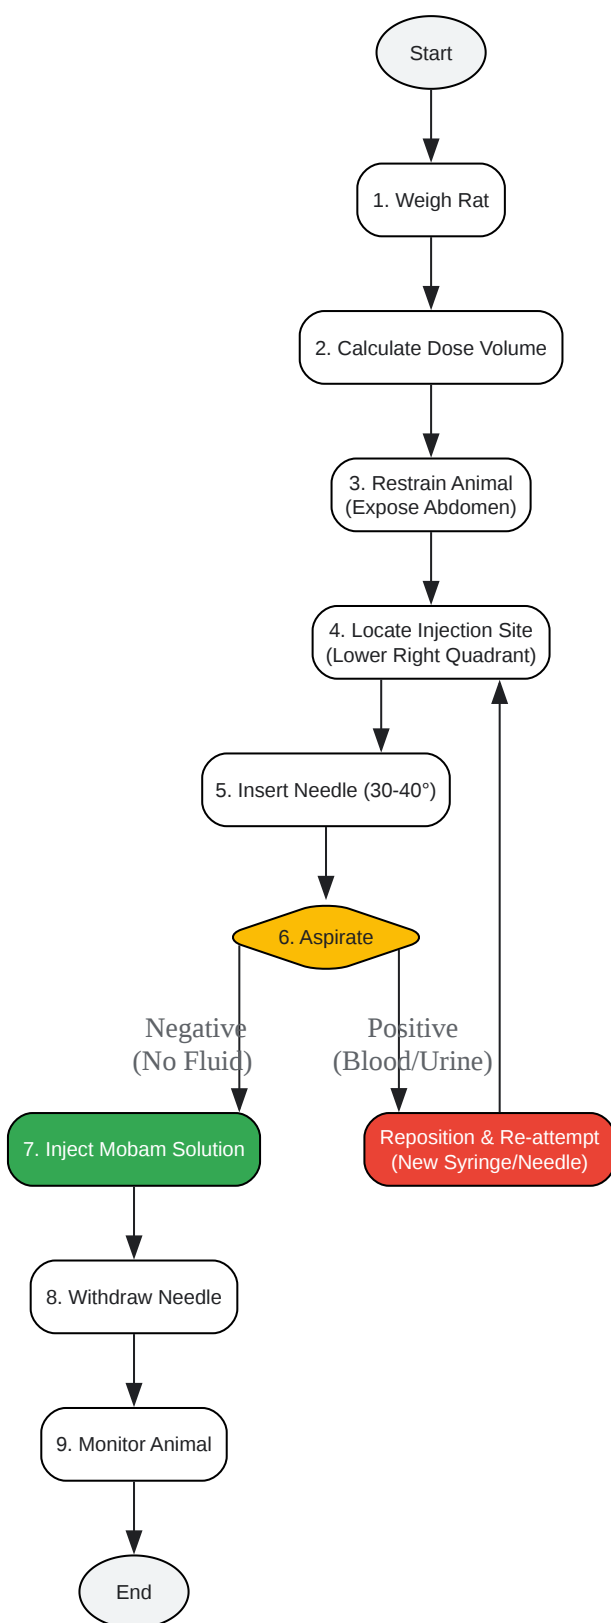 Start
1. Weigh Rat
2. Calculate Dose Volume
3. Restrain Animal
(Expose Abdomen)
4. Locate Injection Site
(Lower Right Quadrant)
5. Insert Needle (30-40°)
6. Aspirate
Negative
(No Fluid)
Positive
(Blood/Urine)
7. Inject Mobam Solution
Reposition & Re-attempt
(New Syringe/Needle)
8. Withdraw Needle
9. Monitor Animal
End